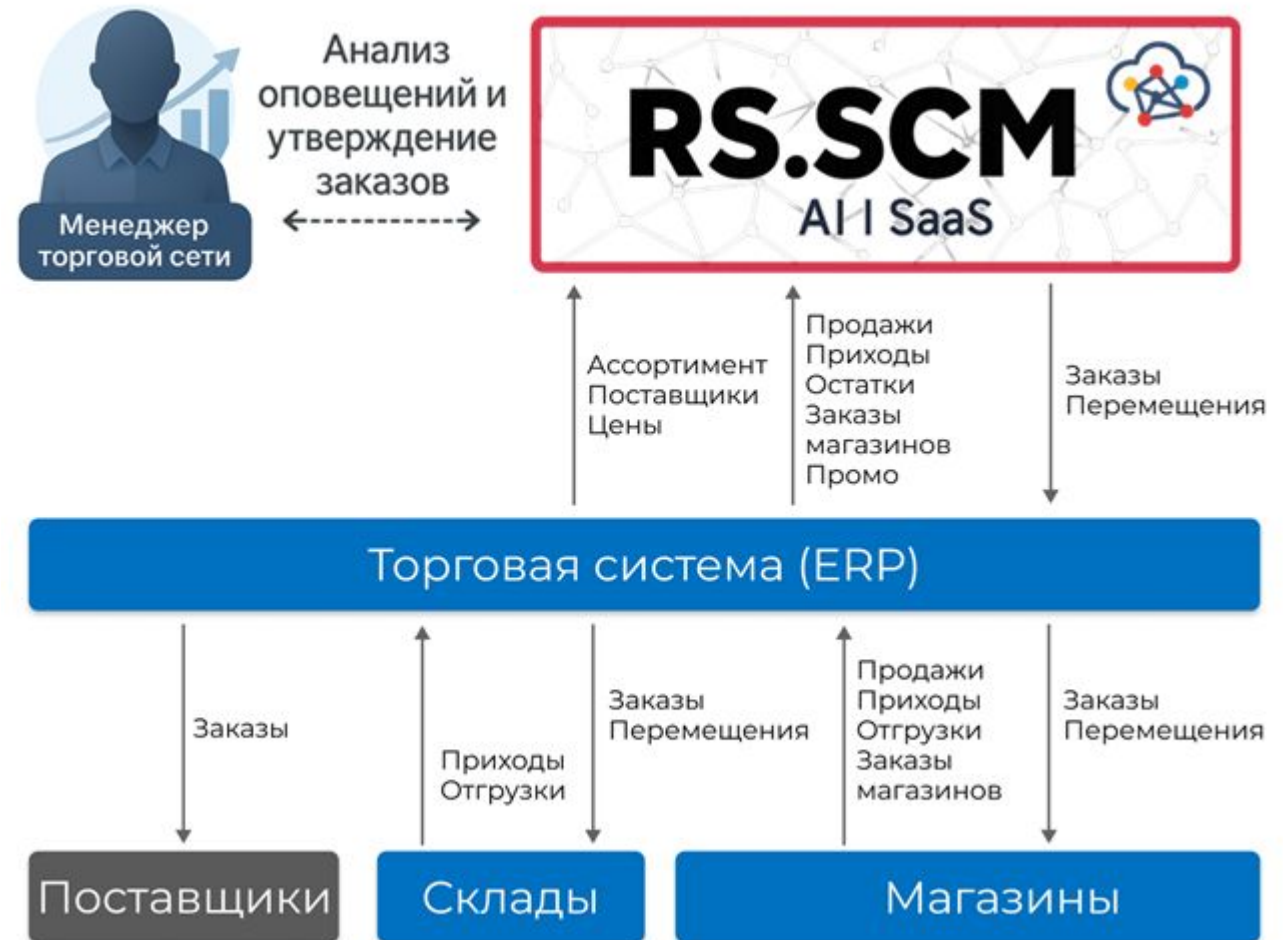 Анализ
оповещений и
утверждение
заказов
Менеджер
торговой сети
RS.SCM
AI | SaaS
Ассортимент
Поставщики
Цены
Продажи
Приходы
Остатки
Заказы
магазинов
Промо
Заказы
Перемещения
Торговая система (ERP)
Заказы
Приходы
Отгрузки
Заказы
Перемещения
Продажи
Приходы
Отгрузки
Заказы
магазинов
Заказы
Перемещения
Поставщики
Склады
Магазины